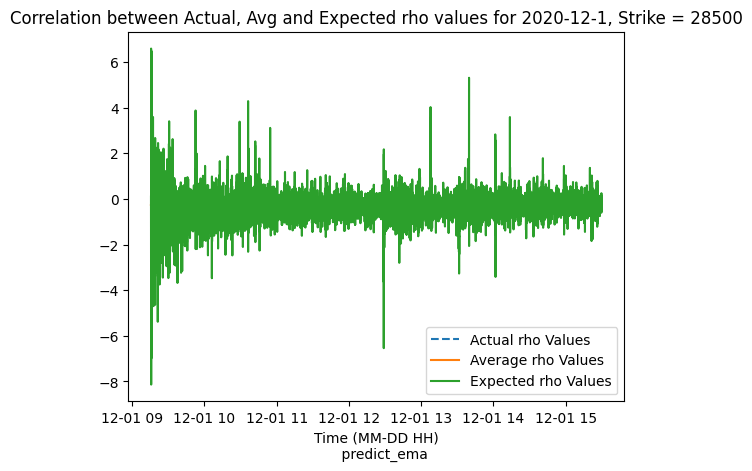 Correlation between Actual, Avg and Expected rho values for 2020-12-1, Strike = 28500
6
4
2
0
−2
−4
−6
−8
Actual rho Values
Average rho Values
Expected rho Values
12-01 09 12-01 10 12-01 11 12-01 12 12-01 13 12-01 14 12-01 15
Time (MM-DD HH)
predict_ema